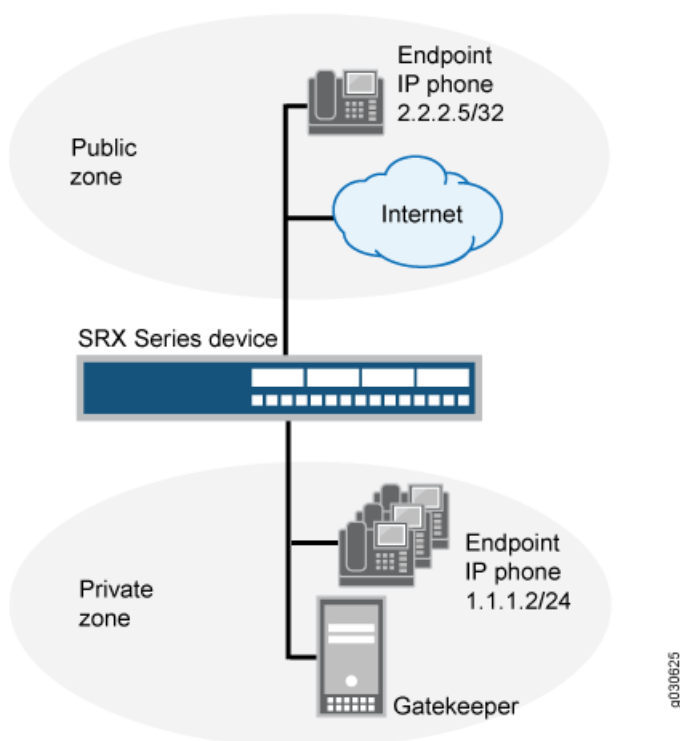 Endpoint
IP phone
2.2.2.5/32
Public
zone
Internet
SRX Series device
Endpoint
IP phone
1.1.1.2/24
Private
zone
Gatekeeper
g030625